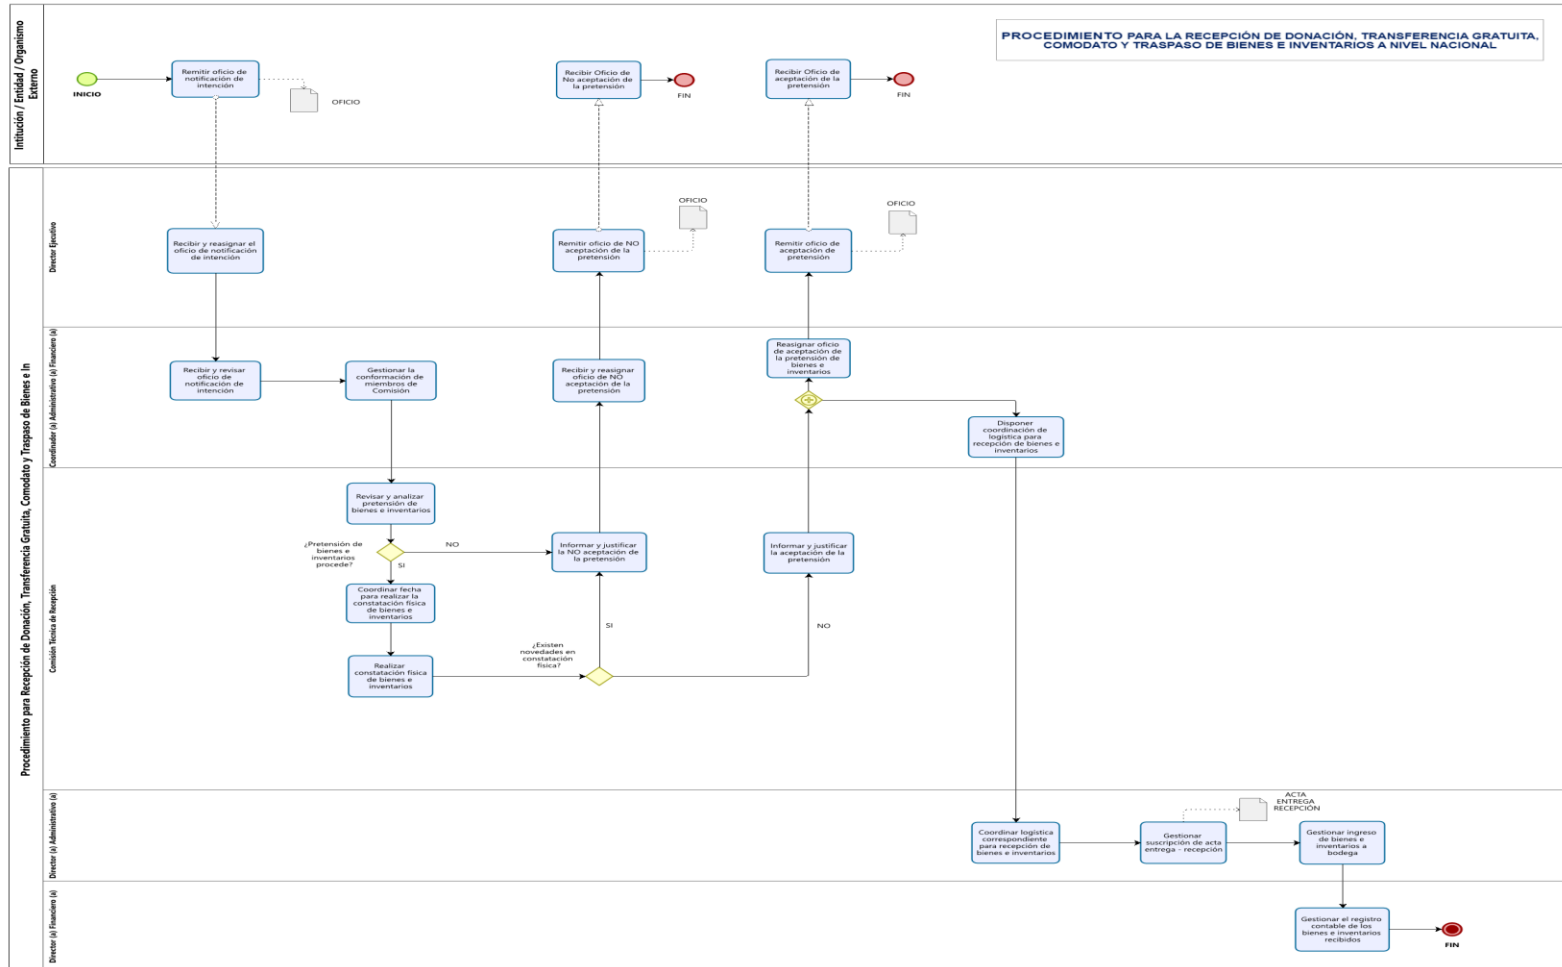 PROCEDIMIENTO PARA LA RECEPCIÓN DE DONACIÓN, TRANSFERENCIA GRATUITA,
COMODATO Y TRASPASO DE BIENES E INVENTARIOS A NIVEL NACIONAL
Intitución / Entidad / Organismo
Externo
INICIO
Remitir oficio de
notificación de
intención
OFICIO
Recibir Oficio de
No aceptación de
la pretensión
FIN
Recibir Oficio de
aceptación de la
pretensión
FIN
Procedimiento para Recepción de Donación, Transferencia Gratuita, Comodato y Traspaso de Bienes e In
Director Ejecutivo
Recibir y reasignar el
oficio de notificación
de intención
Remitir oficio de NO
aceptación de la
pretensión
OFICIO
Remitir oficio de
aceptación de
pretensión
OFICIO
Coordinador (a) Administrativo (a) Financiero (a)
Recibir y revisar
oficio de
notificación de
intención
Gestionar la
conformación de
miembros de
Comisión
Recibir y reasignar
oficio de NO
aceptación de la
pretensión
Reasignar oficio
de aceptación de
la pretensión de
bienes e
inventarios
Disponer
coordinación de
logística para
recepción de bienes e
inventarios
Comisión Técnica de Recepción
Revisar y analizar
pretensión de
bienes e inventarios
¿Pretensión de
bienes e
inventarios
procede?
NO
SI
Informar y justificar
la NO aceptación de
la pretensión
Informar y justificar
la aceptación de la
pretensión
Coordinar fecha
para realizar la
constatación física
de bienes e
inventarios
Realizar
constatación física
de bienes e
inventarios
¿Existen
novedades en
constatación
física?
SI
NO
Director (a) Administrativo (a)
Coordinar logística
correspondiente
para recepción de
bienes e inventarios
Gestionar
suscripción de acta
entrega - recepción
ACTA
ENTREGA
RECEPCIÓN
Gestionar ingreso
de bienes e
inventarios a
bodega
Director (a) Financiero (a)
Gestionar el registro
contable de los
bienes e inventarios
recibidos
FIN